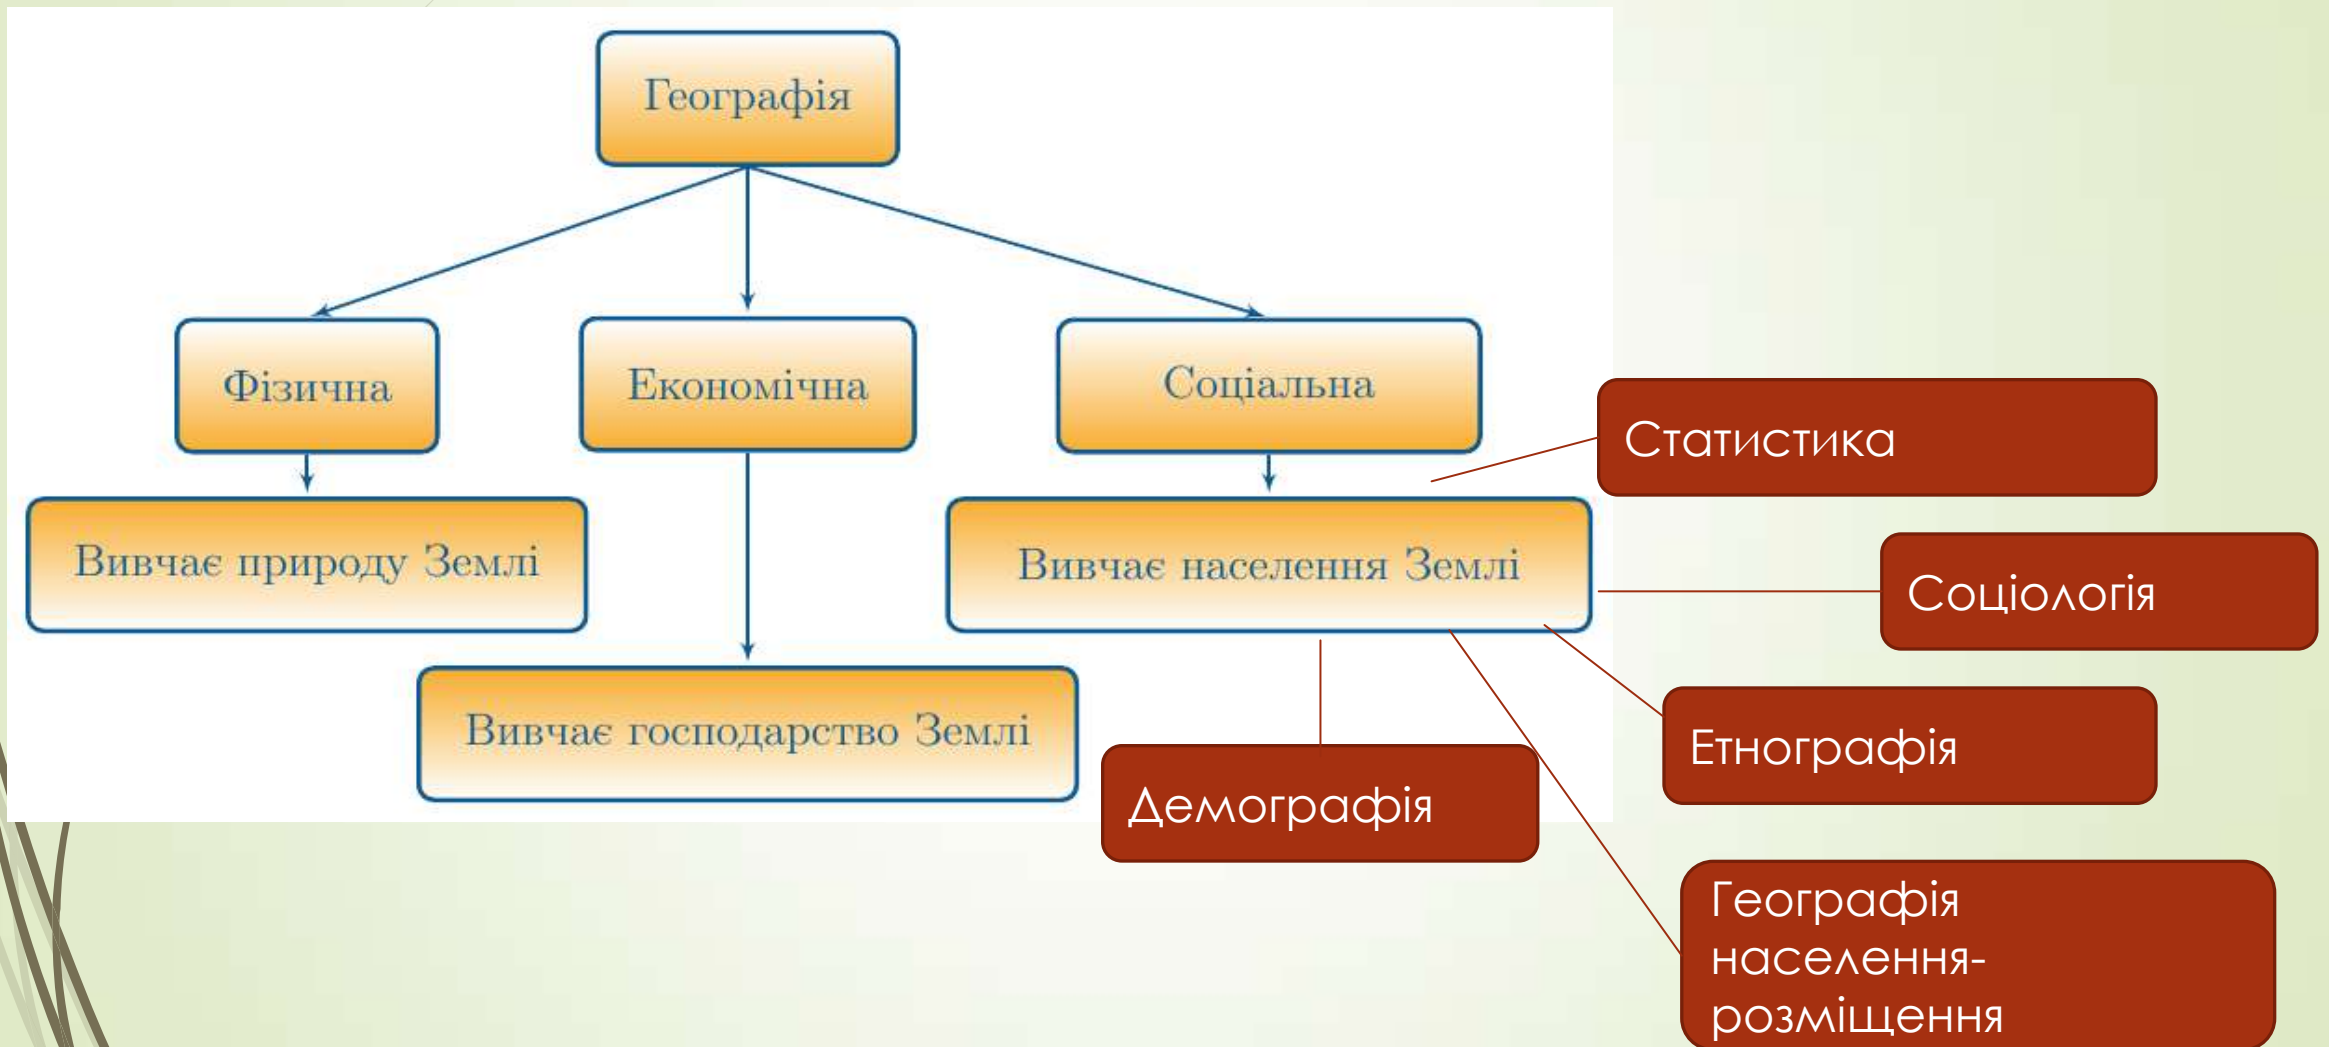 Географія
Фізична
Економічна
Соціальна
Статистика
Вивчає природу Землі
Вивчає населення Землі
Соціологія
Вивчає господарство Землі
Етнографія
Демографія
Географія
населення-
розміщення